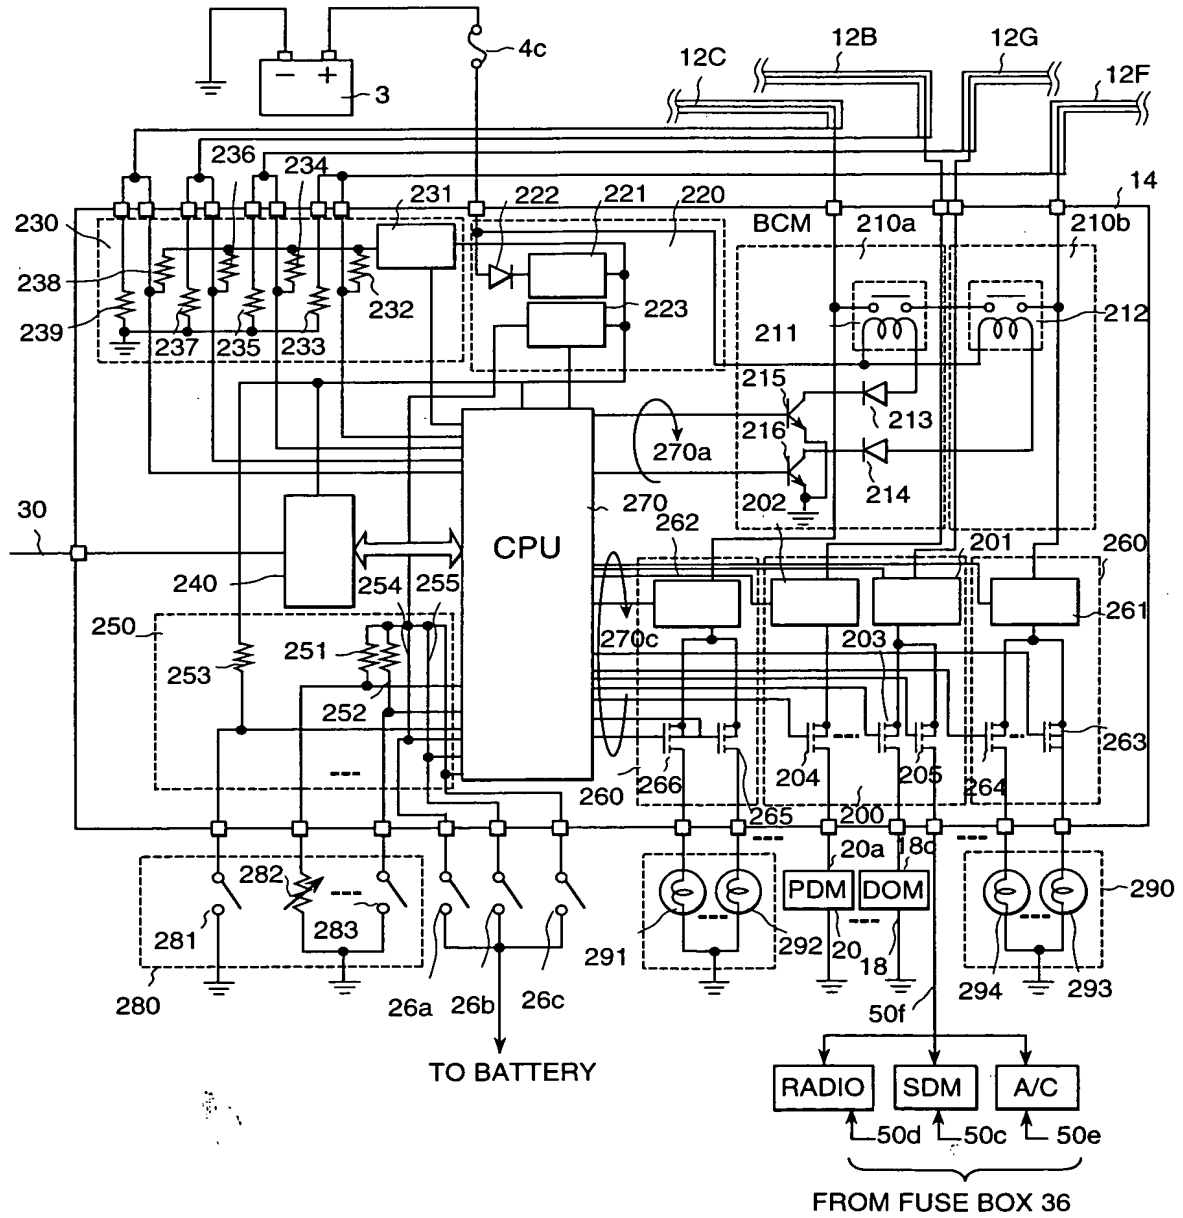 4c
12B
12G
12C
12F
− +
3
236 234
231
222 221 220
14
230
BCM
210a
210b
238
232
223
239
211
212
237 235 233
215
213
216
270a
214
202
30
270
262
CPU
201
260
240
254 255
261
250
251
270c
203
253
252
263
266
204
205
264
260
265
200
20a
18c
282
PDM
DOM
290
281
283
291
292
20
18
294
293
280
26a
26b
26c
50f
TO BATTERY
RADIO
SDM
A/C
50d
50c
50e
FROM FUSE BOX 36